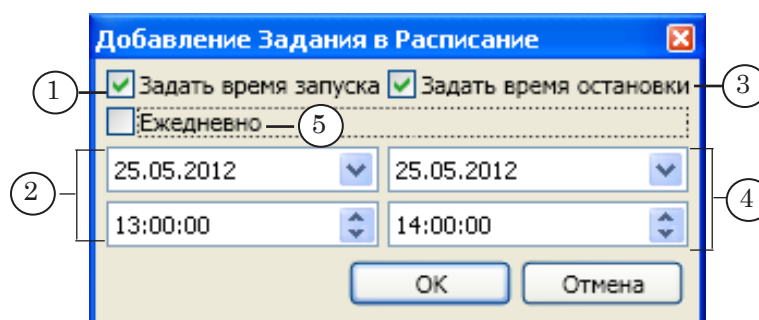 Добавление Задания в Расписание
1 Задать время запуска Задать время остановки 3
Ежедневно 5
2 25.05.2012 25.05.2012 4
13:00:00 14:00:00
OK Отмена